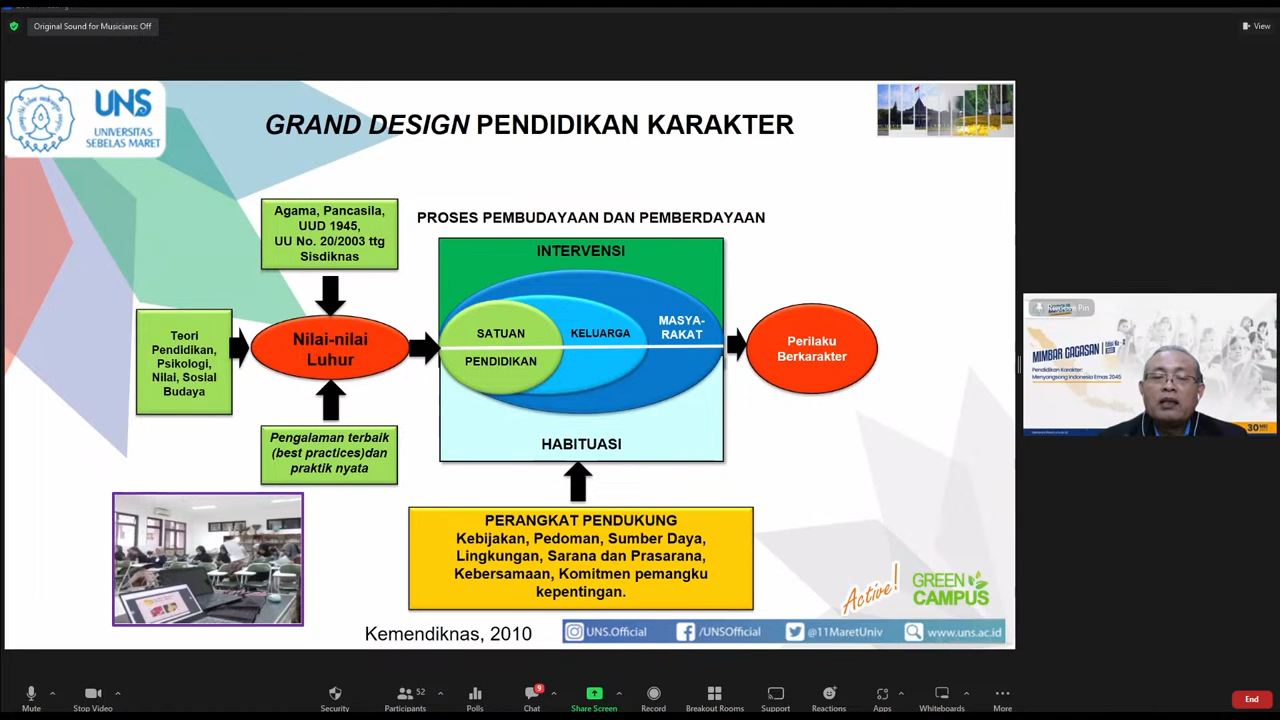 Original Sound for Musicians: Off
View
UNS
UNIVERSITAS
SEBELAS MARET
GRAND DESIGN PENDIDIKAN KARAKTER
Agama, Pancasila,
UUD 1945,
UU No. 20/2003 ttg
Sisdiknas
PROSES PEMBUDAYAAN DAN PEMBERDAYAAN
INTERVENSI
Teori
Pendidikan,
Psikologi,
Nilai, Sosial
Budaya
Nilai-nilai
Luhur
SATUAN
PENDIDIKAN
KELUARGA
MASYA-
RAKAT
Perilaku
Berkarakter
HABITUASI
Pengalaman terbaik
(best practices)dan
praktik nyata
PERANGKAT PENDUKUNG
Kebijakan, Pedoman, Sumber Daya,
Lingkungan, Sarana dan Prasarana,
Kebersamaan, Komitmen pemangku
kepentingan.
Active!
GREEN
CAMPUS
Kemendiknas, 2010
UNS.Official
/UNSOfficial
@11MaretUniv
www.uns.ac.id
Pin
MIMBAR GAGASAN
Pendidikan Karakter:
Menyongsong Indonesia Emas 2045
30 MEI
Mute
Stop Video
Security
52
Participants
Polls
9
Chat
Share Screen
Record
Breakout Rooms
Support
Reactions
Apps
Whiteboards
More
End